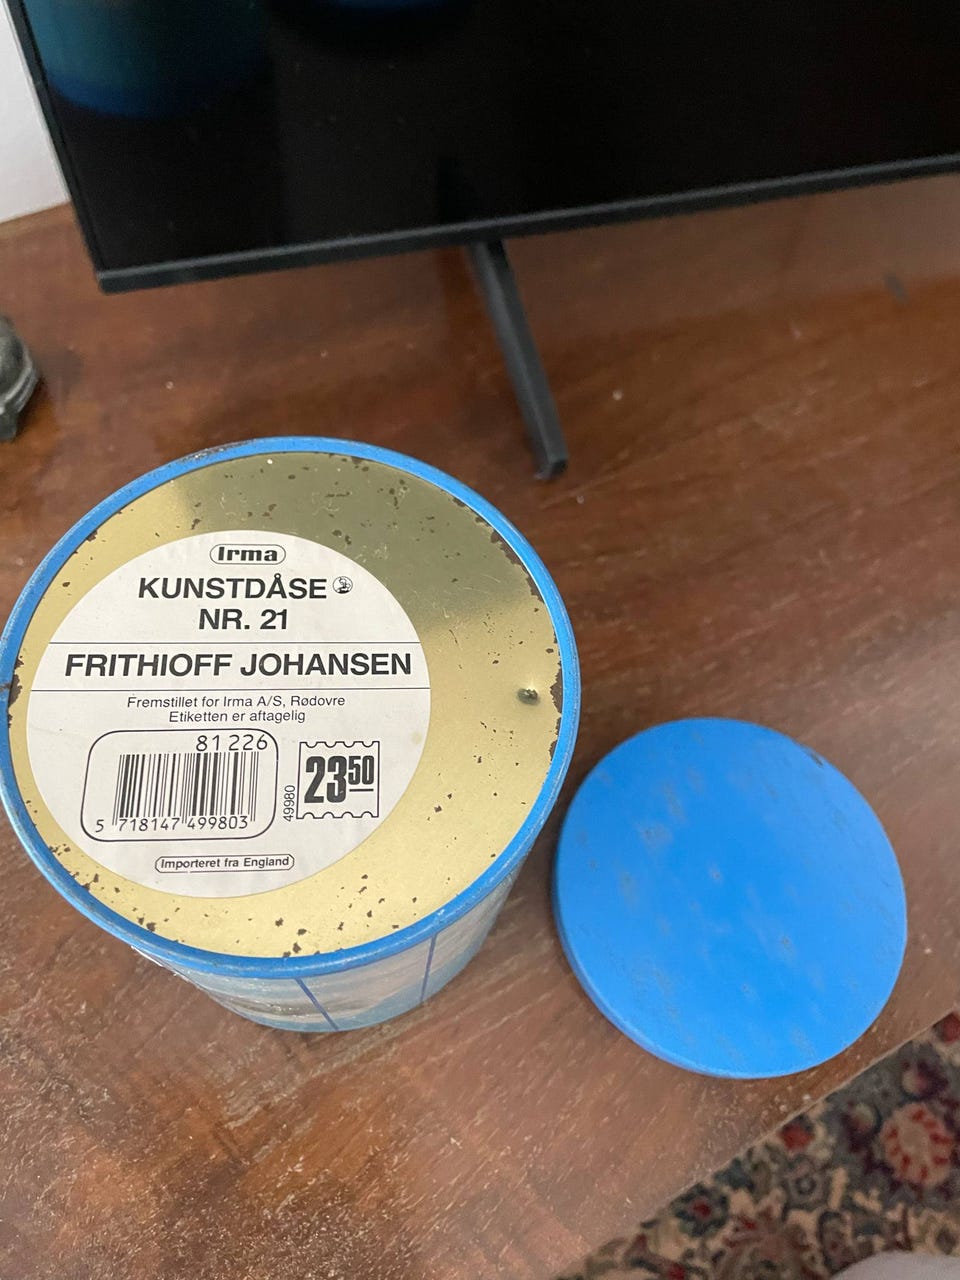 Irma
KUNSTDÅSE
NR. 21
FRITHIOFF JOHANSEN
Fremstillet for Irma A/S, Rødovre
Etiketten er aftagelig
81 226
5 718147 499803
49980
23 50
Importeret fra England